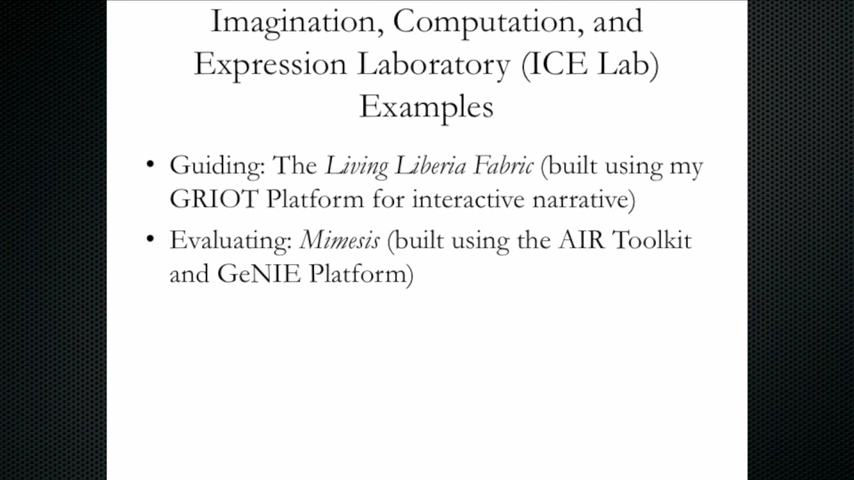 Imagination, Computation, and
Expression Laboratory (ICE Lab)
Examples
• Guiding: The Living Liberia Fabric (built using my
GRIOT Platform for interactive narrative)
• Evaluating: Mimesis (built using the AIR Toolkit
and GeNIE Platform)